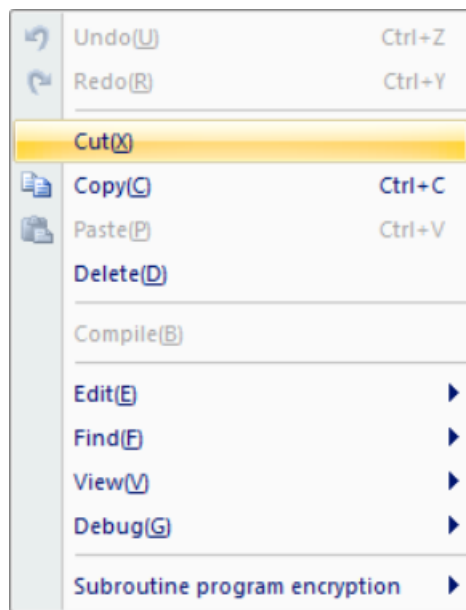 Undo(U) Ctrl+Z
Redo(R) Ctrl+Y
Cut(X)
Copy(C) Ctrl+C
Paste(P) Ctrl+V
Delete(D)
Compile(B)
Edit(E)
Find(F)
View(V)
Debug(G)
Subroutine program encryption